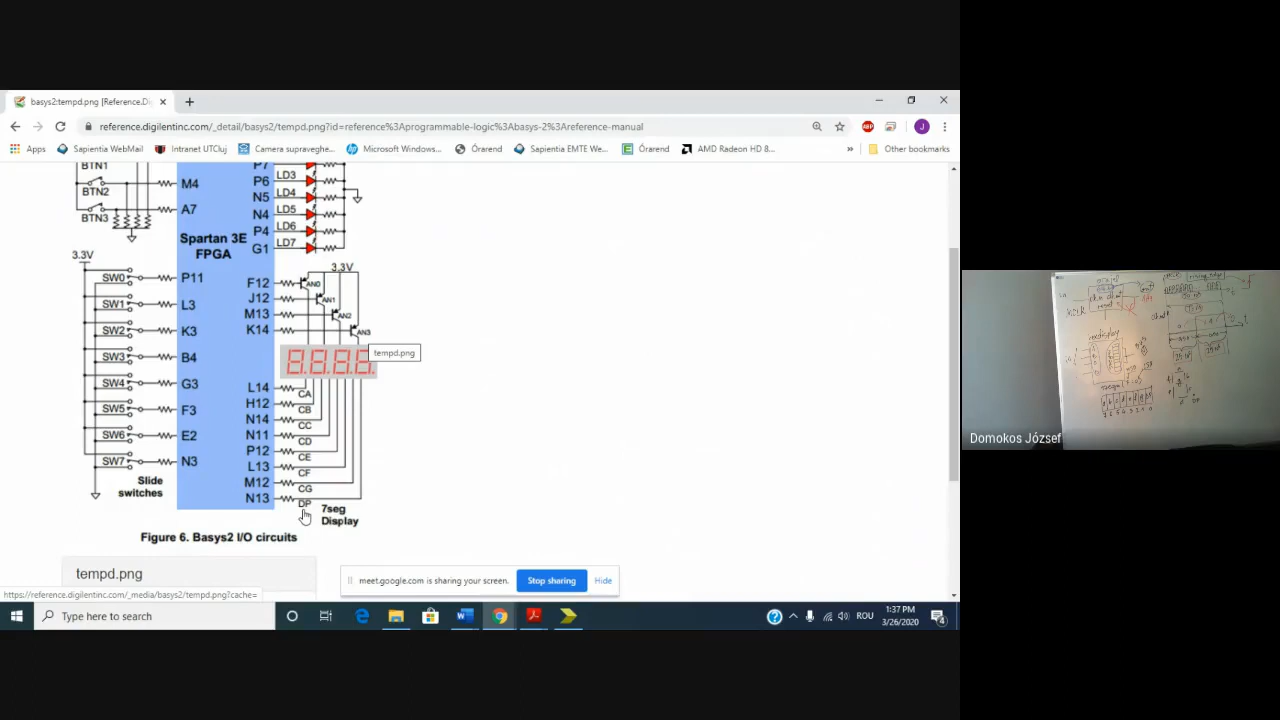 basys2:tempd.png [Reference.Di
reference.digilentinc.com/_detail/basys2/tempd.png?id=reference%3Aprogrammable-logic%3Abasys-2%3Areference-manual
Apps Sapientia WebMail Intranet UTCluj Camera supraveghe... Microsoft Windows... Órarend Sapientia EMTE We... Órarend AMD Radeon HD 8... » Other bookmarks
BTN1
BTN2
BTN3
M4
A7
P7
P6
N5
N4
P4
G1
LD3
LD4
LD5
LD6
LD7
Spartan 3E
FPGA
3.3V
SW0 P11
SW1 L3
SW2 K3
SW3 B4
SW4 G3
SW5 F3
SW6 E2
SW7 N3
Slide
switches
3.3V
F12 AN0
J12 AN1
M13 AN2
K14 AN3
8.8.8.8.
tempd.png
L14 CA
H12 CB
N14 CC
N11 CD
P12 CE
L13 CF
M12 CG
N13 DP
7seg
Display
Figure 6. Basys2 I/O circuits
tempd.png
meet.google.com is sharing your screen. Stop sharing Hide
https://reference.digilentinc.com/_media/basys2/tempd.png?cache=
Type here to search
ROU
1:37 PM
3/26/2020
4
Domokos József